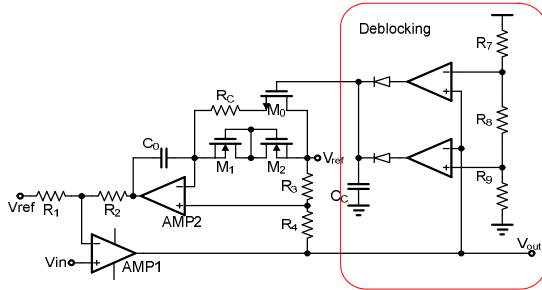 Deblocking
R7
RC
M0
R8
C0
M1
M2
Vref
R9
R3
CC
Vref
R1
R2
AMP2
R4
Vout
Vin
AMP1